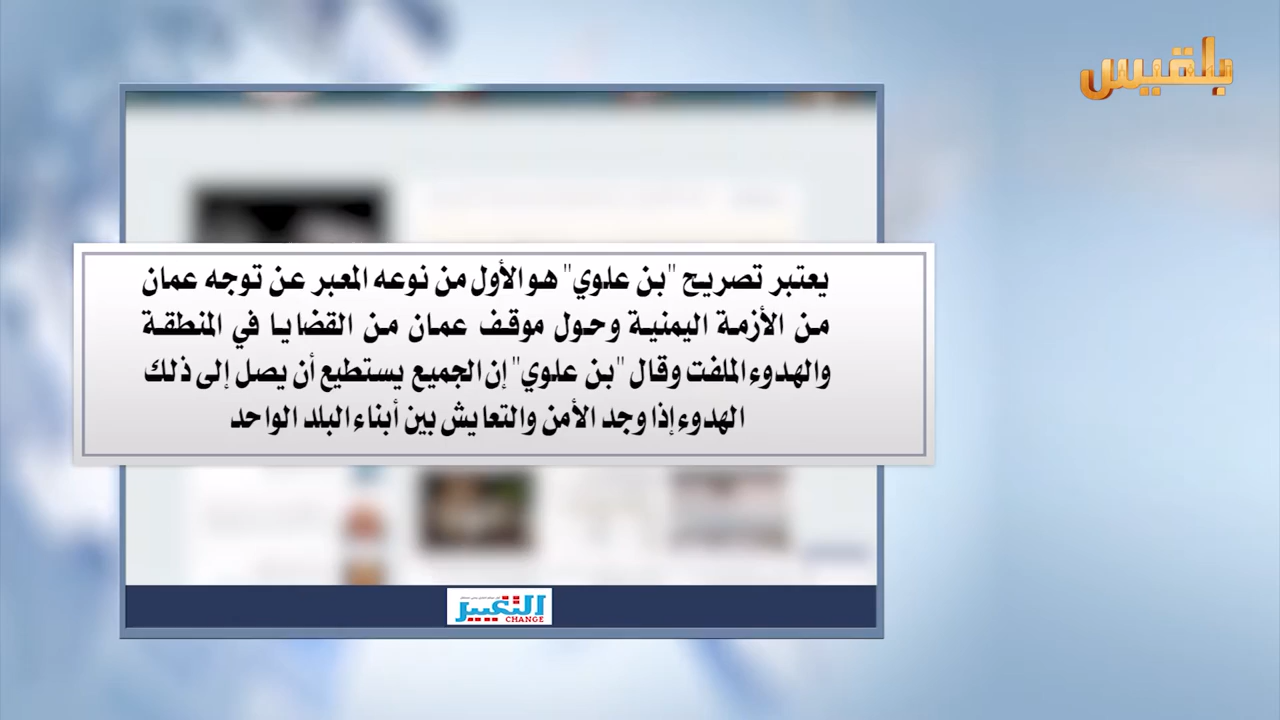 بلقيس
يعتبر تصريح "بن علوي" هو الأول من نوعه المعبر عن توجه عمان
من الأزمة اليمنية وحول موقف عمان من القضايا في المنطقة
والهدوء الملفت وقال "بن علوي" إن الجميع يستطيع أن يصل إلى ذلك
الهدوء إذا وجد الأمن والتعايش بين أبناء البلد الواحد
التغيير
CHANGE